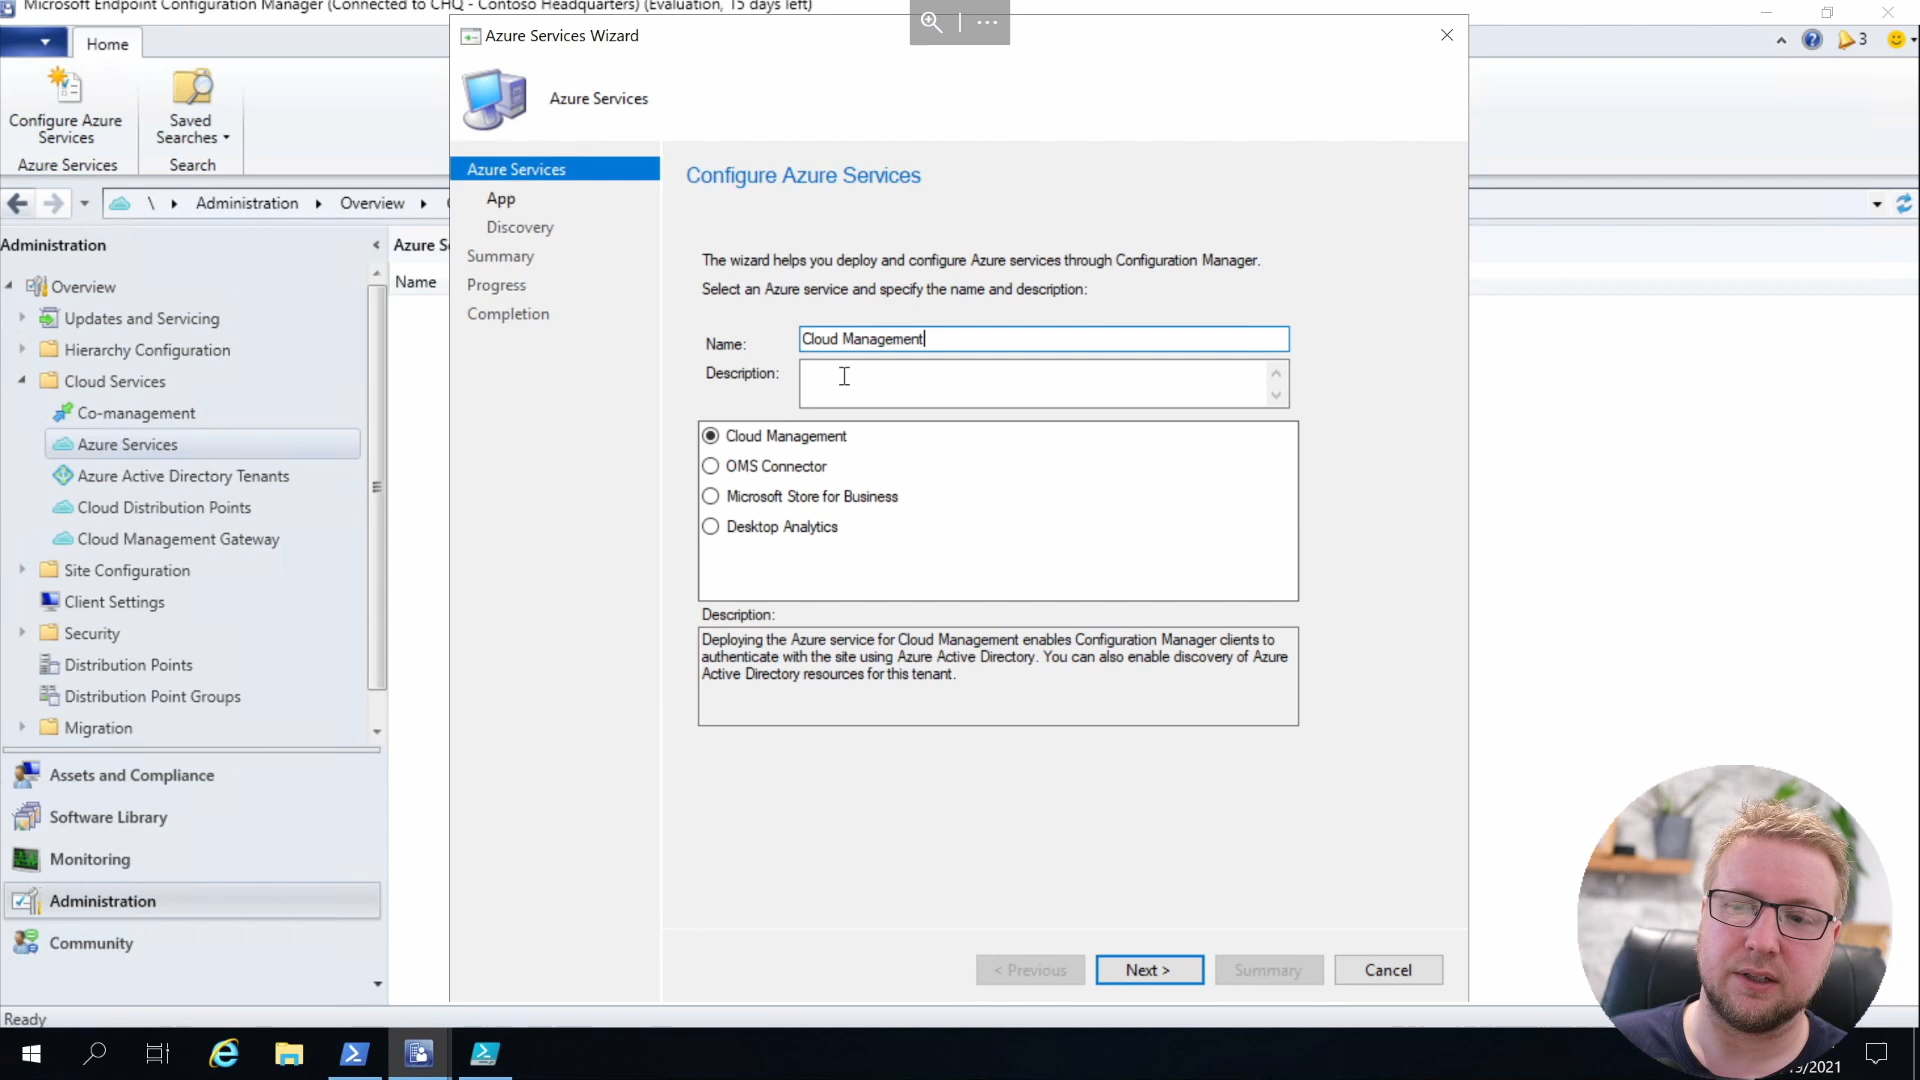 Microsoft Endpoint Configuration Manager (Connected to CHQ - Contoso Headquarters) (Evaluation, 15 days left)
Home
3
Configure Azure Services
Saved Searches
Azure Services
Search
\ Administration Overview
Administration
Overview
Updates and Servicing
Hierarchy Configuration
Cloud Services
Co-management
Azure Services
Azure Active Directory Tenants
Cloud Distribution Points
Cloud Management Gateway
Site Configuration
Client Settings
Security
Distribution Points
Distribution Point Groups
Migration
Assets and Compliance
Software Library
Monitoring
Administration
Community
Ready
Azure S
Name
Azure Services Wizard
Azure Services
Azure Services
App
Discovery
Summary
Progress
Completion
Configure Azure Services
The wizard helps you deploy and configure Azure services through Configuration Manager.
Select an Azure service and specify the name and description:
Name: Cloud Management
Description:
Cloud Management
OMS Connector
Microsoft Store for Business
Desktop Analytics
Description:
Deploying the Azure service for Cloud Management enables Configuration Manager clients to
authenticate with the site using Azure Active Directory. You can also enable discovery of Azure
Active Directory resources for this tenant.
< Previous
Next >
Summary
Cancel
9/2021